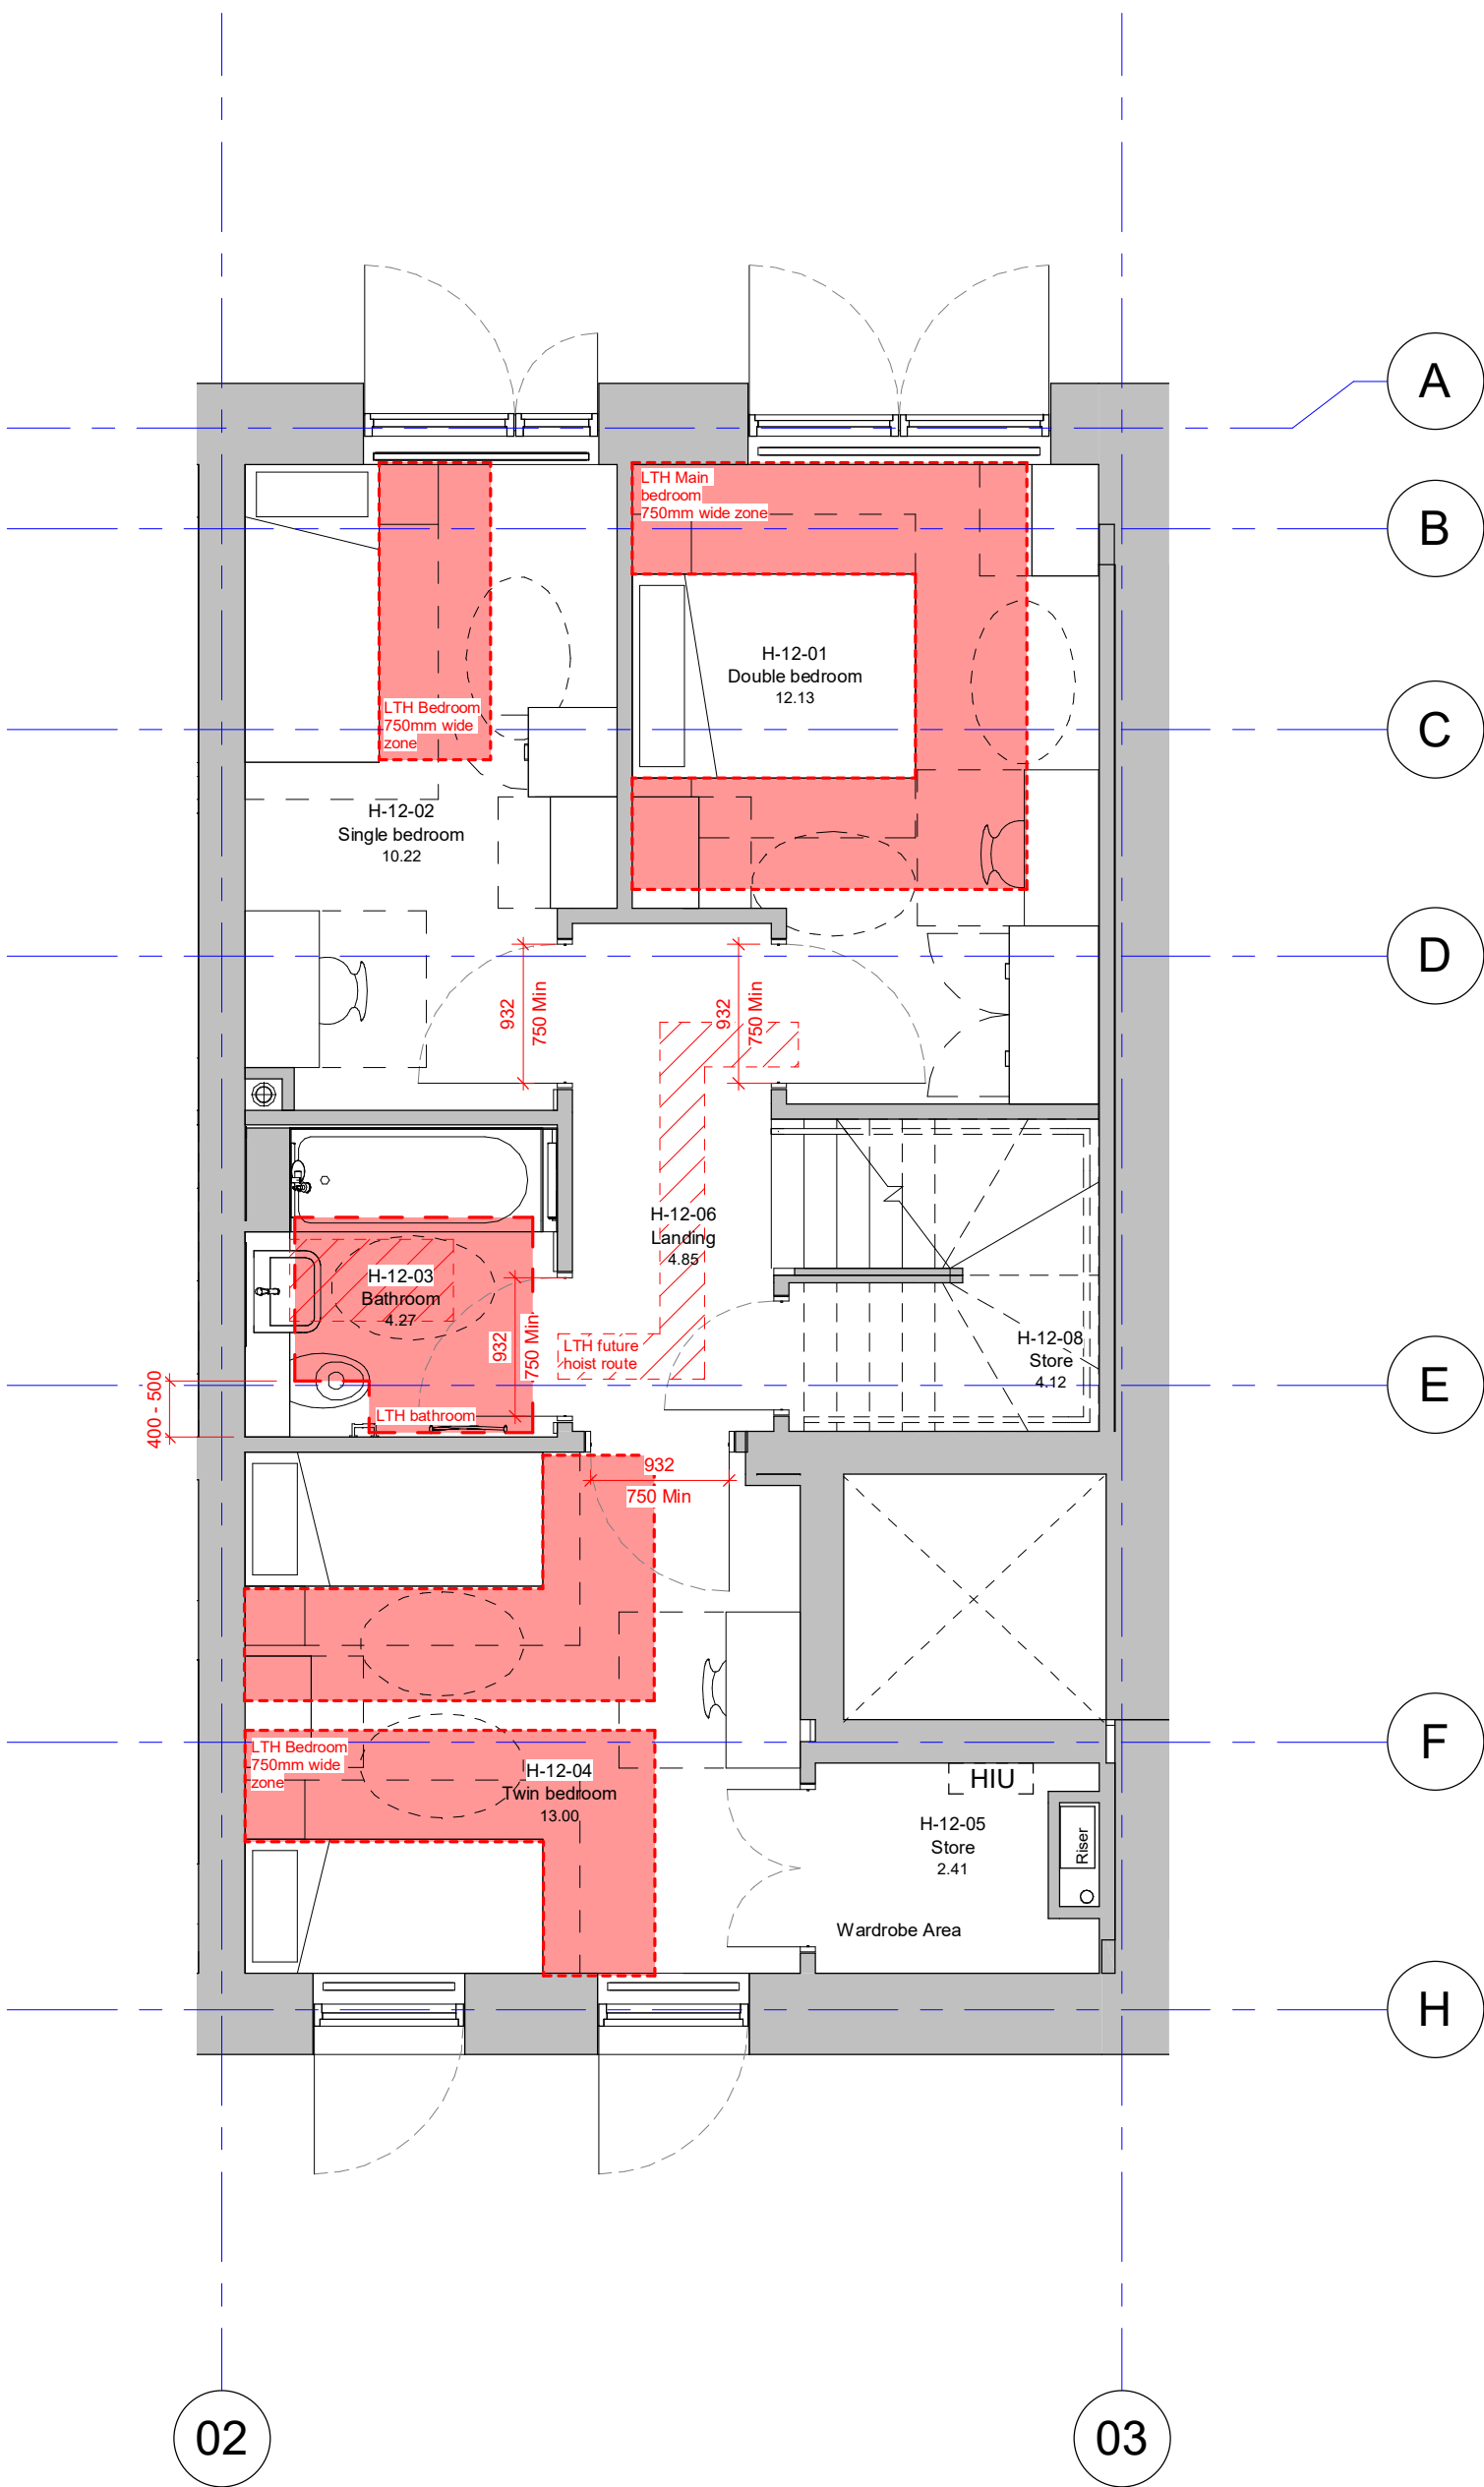 A
LTH Main
bedroom
750mm wide zone
B
H-12-01
Double bedroom
12.13
LTH Bedroom
750mm wide
zone
C
H-12-02
Single bedroom
10.22
D
932
750 Min
932
750 Min
H-12-06
Landing
4.85
H-12-03
Bathroom
4.27
932
750 Min
LTH future
hoist route
H-12-08
Store
4.12
E
400 - 500
LTH bathroom
932
750 Min
F
LTH Bedroom
750mm wide
zone
H-12-04
Twin bedroom
13.00
HIU
H-12-05
Store
2.41
Riser
Wardrobe Area
H
02
03